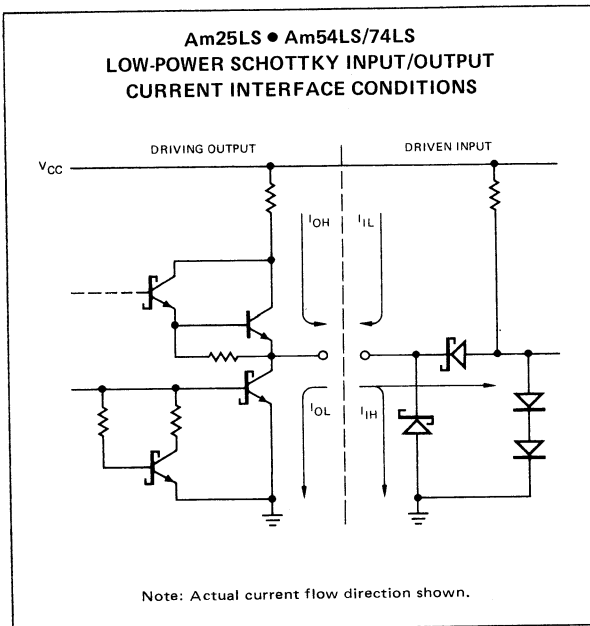 Am25LS ● Am54LS/74LS
LOW-POWER SCHOTTKY INPUT/OUTPUT
CURRENT INTERFACE CONDITIONS
DRIVING OUTPUT
DRIVEN INPUT
VCC
IOH
IIL
IOL
IIH
Note: Actual current flow direction shown.